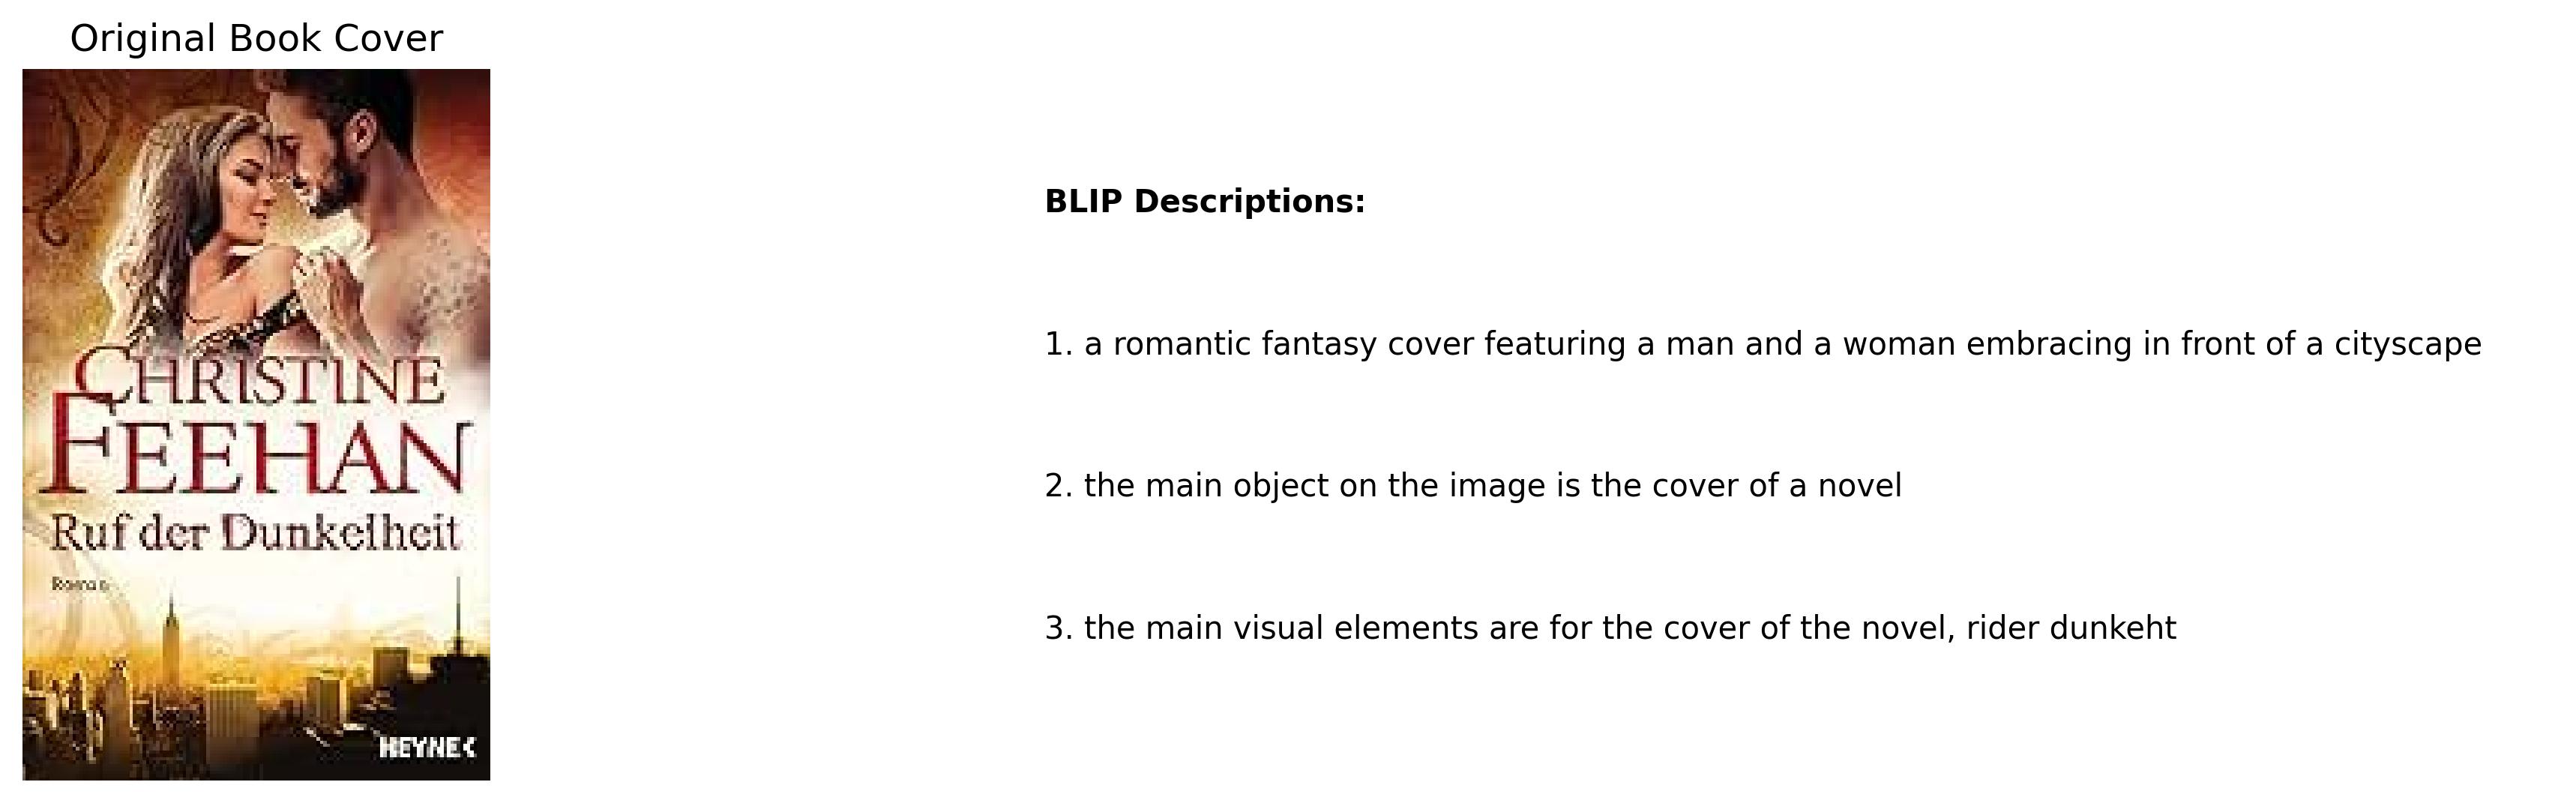 Original Book Cover
CHRISTINE
FEEHAN
Ruf der Dunkelheit
Roman
HEYNE<
BLIP Descriptions:
1. a romantic fantasy cover featuring a man and a woman embracing in front of a cityscape
2. the main object on the image is the cover of a novel
3. the main visual elements are for the cover of the novel, rider dunkeht